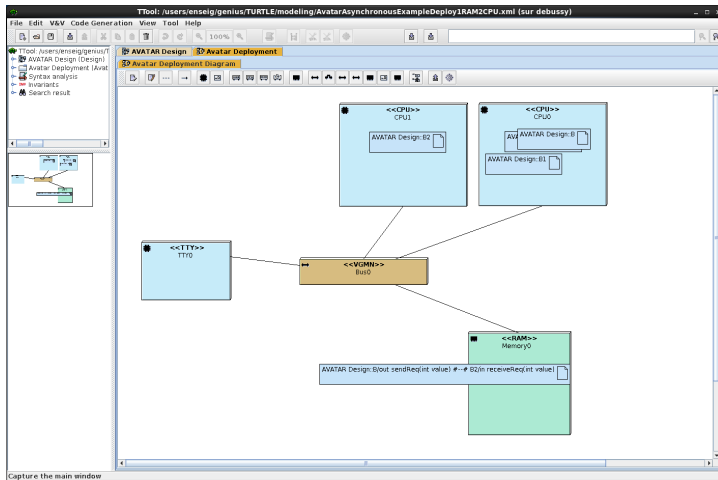 TTool: /users/enseig/genius/TURTLE/modeling/AvatarAsynchronousExampleDeploy1RAM2CPU.xml (sur debussy)
File Edit V&V Code Generation View Tool Help
100%
TTool: /users/enseig/genius/T
AVATAR Design (Design)
Avatar Deployment (Avat
Syntax analysis
Invariants
Search result
AVATAR Design
Avatar Deployment
Avatar Deployment Diagram
<<CPU>>
CPU1
AVATAR Design::B2
<<CPU>>
CPU0
AVATAR Design::B
AVATAR Design::B1
<<TTY>>
TTY0
<<VGMN>>
Bus0
<<RAM>>
Memory0
AVATAR Design::B/out sendReq(int value) #--# B2/in receiveReq(int value)
Capture the main window